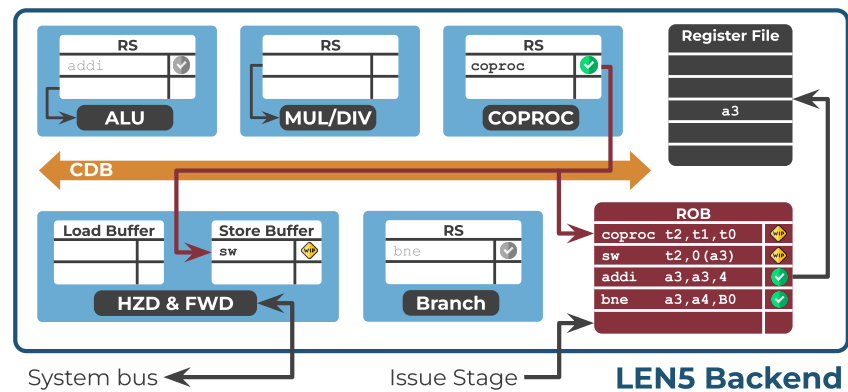 RS
addi
ALU
RS
MUL/DIV
RS
coproc
COPROC
Register File
a3
CDB
Load Buffer
Store Buffer
sw WIP
HZD & FWD
RS
bne
Branch
ROB
coproc t2,t1,t0 WIP
sw t2,0(a3) WIP
addi a3,a3,4
bne a3,a4,B0
System bus
Issue Stage
LEN5 Backend